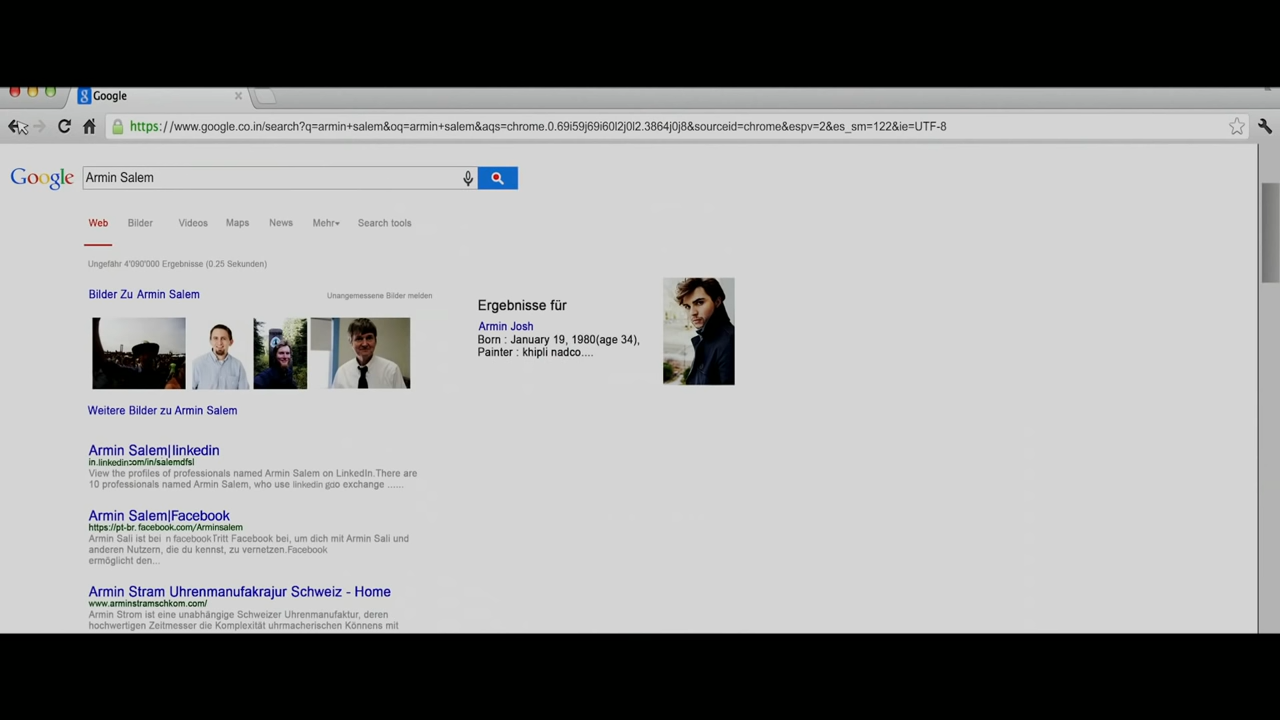 Google
https://www.google.co.in/search?q=armin+salem&oq=armin+salem&aqs=chrome.0.69i59j69i60l2j0l2.3864j0j8&sourceid=chrome&espv=2&es_sm=122&ie=UTF-8
Google Armin Salem
Web Bilder Videos Maps News Mehr Search tools
Ungefähr 4'090'000 Ergebnisse (0.25 Sekunden)
Bilder Zu Armin Salem Unangemessene Bilder melden
Weitere Bilder zu Armin Salem
Ergebnisse für
Armin Josh
Born : January 19, 1980(age 34),
Painter : khipli nadco....
Armin Salem|linkedin
in.linkedin.com/in/salemdfsl
View the profiles of professionals named Armin Salem on LinkedIn.There are
10 professionals named Armin Salem, who use linkedin gdo exchange ......
Armin Salem|Facebook
https://pt-br.facebook.com/Arminsalem
Armin Sali ist bei n facebook Tritt Facebook bei, um dich mit Armin Sali und
anderen Nutzern, die du kennst, zu vernetzen.Facebook
ermöglicht den...
Armin Stram Uhrenmanufakrajur Schweiz - Home
www.arminstramschkom.com/
Armin Strom ist eine unabhängige Schweizer Uhrenmanufaktur, deren
hochwertigen Zeitmesser die Komplexität uhrmacherischen Könnens mit